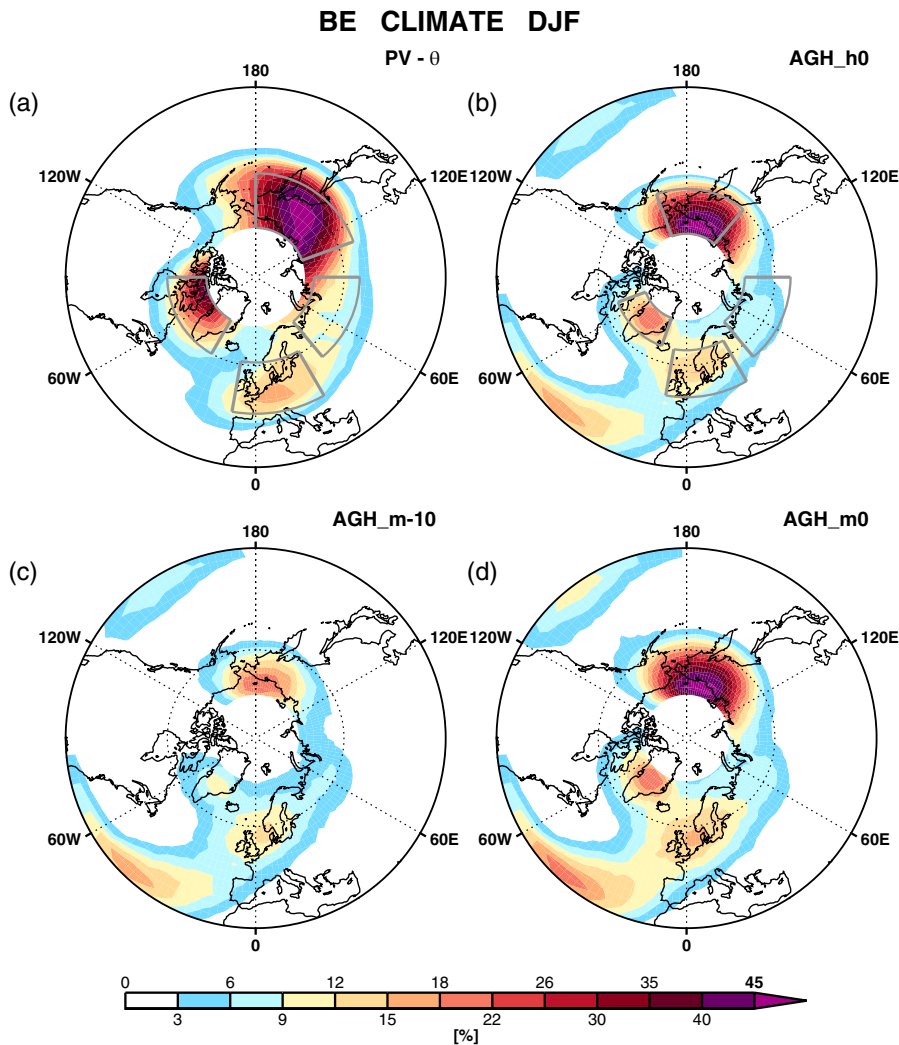 BE CLIMATE DJF
PV - θ
AGH_h0
(a)
180
(b)
180
120W
120E
120W
120E
60W
60E
60W
60E
0
0
AGH_m-10
AGH_m0
(c)
180
(d)
180
120W
120E
120W
120E
60W
60E
60W
60E
0
0
0 6 12 18 26 35 45
3 9 15 22 30 40
[%]